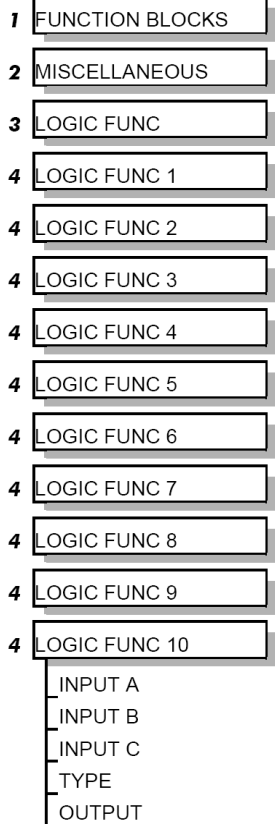 1 FUNCTION BLOCKS
2 MISCELLANEOUS
3 LOGIC FUNC
4 LOGIC FUNC 1
4 LOGIC FUNC 2
4 LOGIC FUNC 3
4 LOGIC FUNC 4
4 LOGIC FUNC 5
4 LOGIC FUNC 6
4 LOGIC FUNC 7
4 LOGIC FUNC 8
4 LOGIC FUNC 9
4 LOGIC FUNC 10
INPUT A
INPUT B
INPUT C
TYPE
OUTPUT